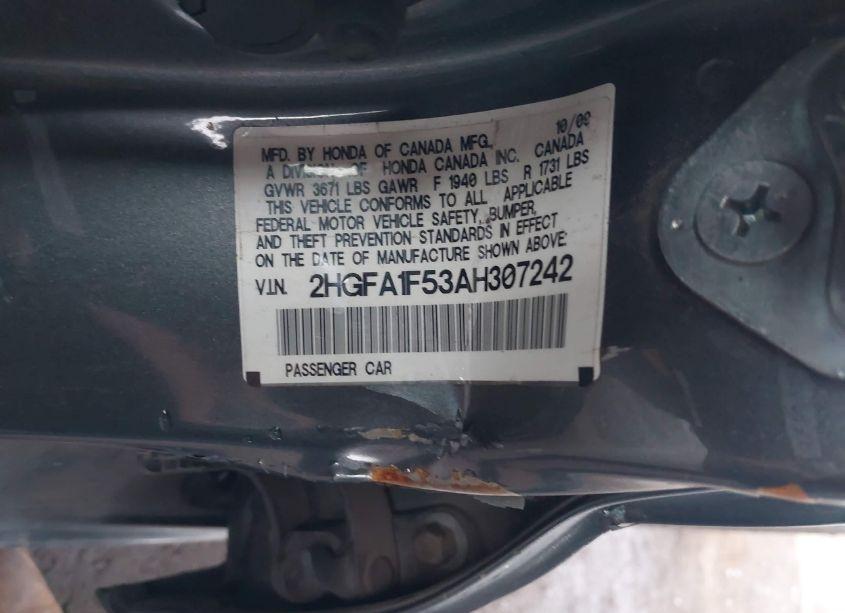 10/09
MFD. BY HONDA OF CANADA MFG.,
A DIVISION OF HONDA CANADA INC. CANADA
GVWR 3671 LBS GAWR F 1940 LBS R 1731 LBS
THIS VEHICLE CONFORMS TO ALL APPLICABLE
FEDERAL MOTOR VEHICLE SAFETY, BUMPER,
AND THEFT PREVENTION STANDARDS IN EFFECT
ON THE DATE OF MANUFACTURE SHOWN ABOVE:
V.I.N. 2HGFA1F53AH307242
PASSENGER CAR